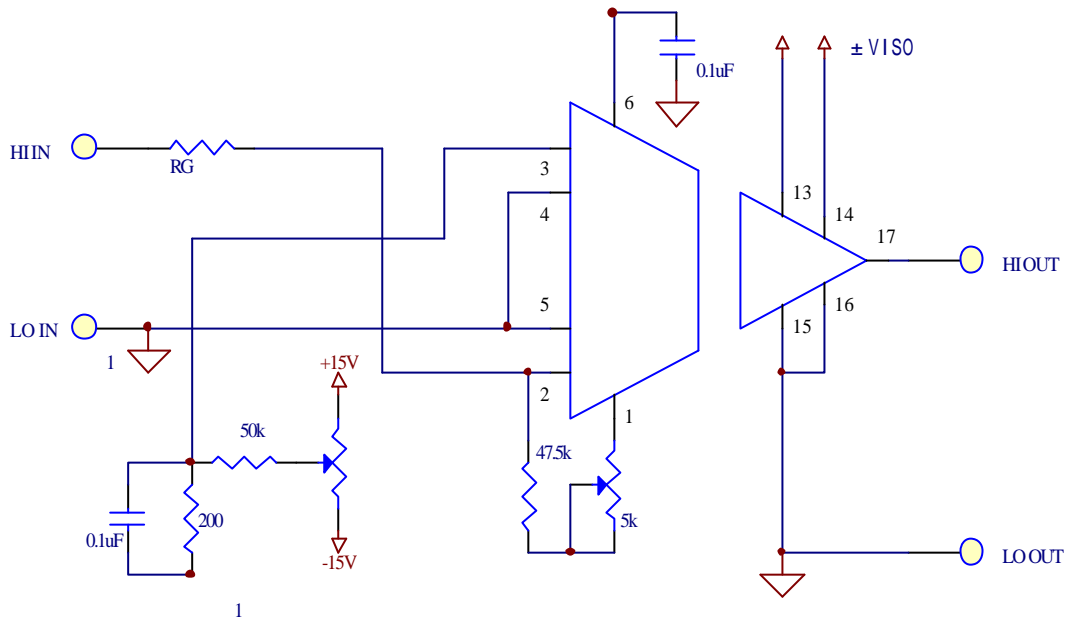 ± VISO
0.1uF
6
HI IN
RG
3
13
4
14
17
HI OUT
LO IN
5
16
15
1
+15V
2
1
50k
47.5k
200
5k
0.1uF
-15V
LO OUT
1